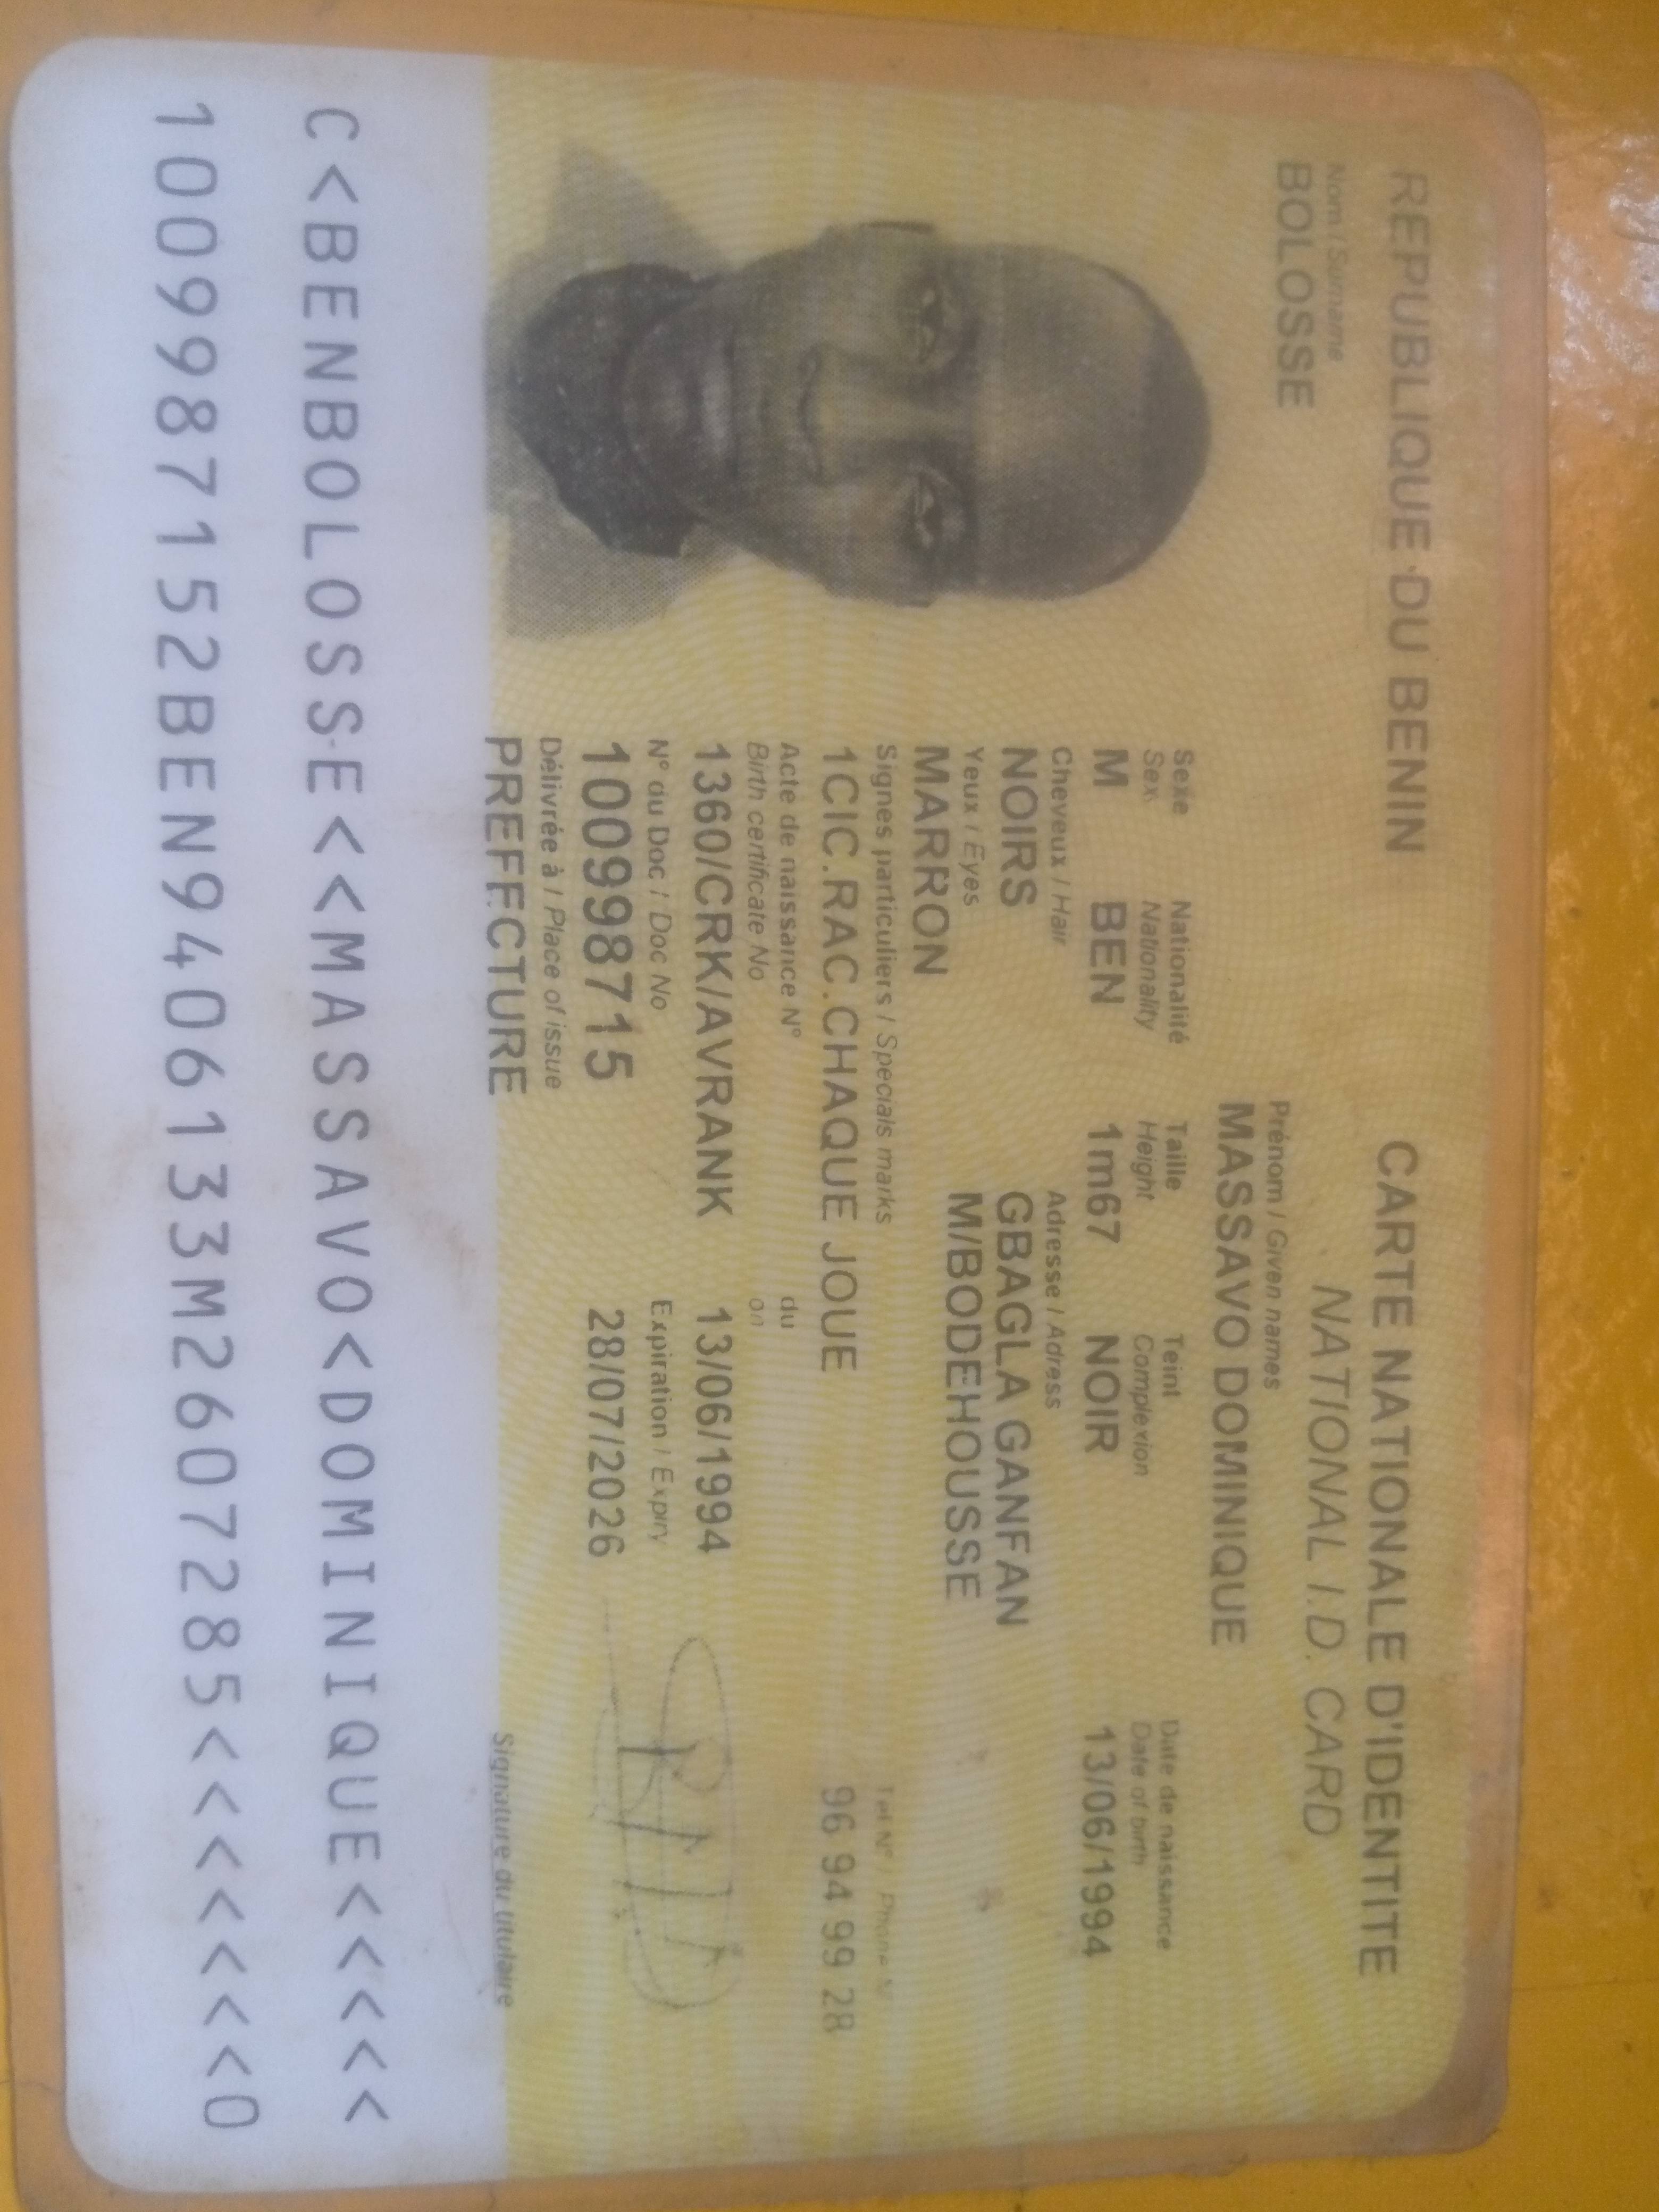 REPUBLIQUE DU BENIN
CARTE NATIONALE D'IDENTITE
NATIONAL I.D. CARD
Nom / Surname
BOLOSSE
Prénom / Given names
MASSAVO DOMINIQUE
Sexe Nationalité Taille Teint Date de naissance
Sex Nationality Height Complexion Date of birth
M BEN 1m67 NOIR 13/06/1994
Cheveux / Hair Adresse / Adress
NOIRS GBAGLA GANFAN
Yeux / Eyes M/BODEHOUSSE
MARRON
Signes particuliers / Specials marks Tel N° / Phone N°
1CIC.RAC.CHAQUE JOUE 96 94 99 28
Acte de naissance N° du
Birth certificate No on
1360/CRK/AVRANK 13/06/1994
N° du Doc / Doc No Expiration / Expiry
100998715 28/07/2026
Délivrée à / Place of issue
PREFECTURE Signature du titulaire
C<BENBOLOSSE<<MASSAVO<DOMINIQUE<<<<<
1009987152BEN9406133M2607285<<<<<<<0